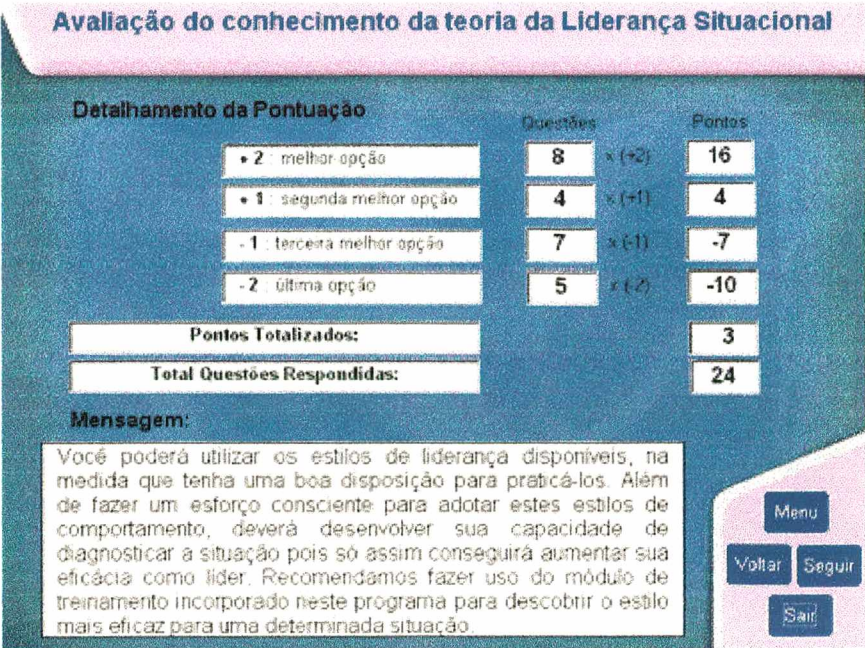 Avaliação do conhecimento da teoria da Liderança Situacional
Detalhamento da Pontuação
Questões Pontos
+ 2 : melhor opção 8 x (+2) 16
+ 1 : segunda melhor opção 4 x (+1) 4
- 1 : terceira melhor opção 7 x (-1) -7
- 2 : última opção 5 x (-2) -10
Pontos Totalizados: 3
Total Questões Respondidas: 24
Mensagem:
Você poderá utilizar os estilos de liderança disponíveis, na
medida que tenha uma boa disposição para praticá-los. Além
de fazer um esforço consciente para adotar estes estilos de
comportamento, deverá desenvolver sua capacidade de
diagnosticar a situação pois só assim conseguirá aumentar sua
eficácia como líder. Recomendamos fazer uso do módulo de
treinamento incorporado neste programa para descobrir o estilo
mais eficaz para uma determinada situação.
Menu
Voltar Seguir
Sair